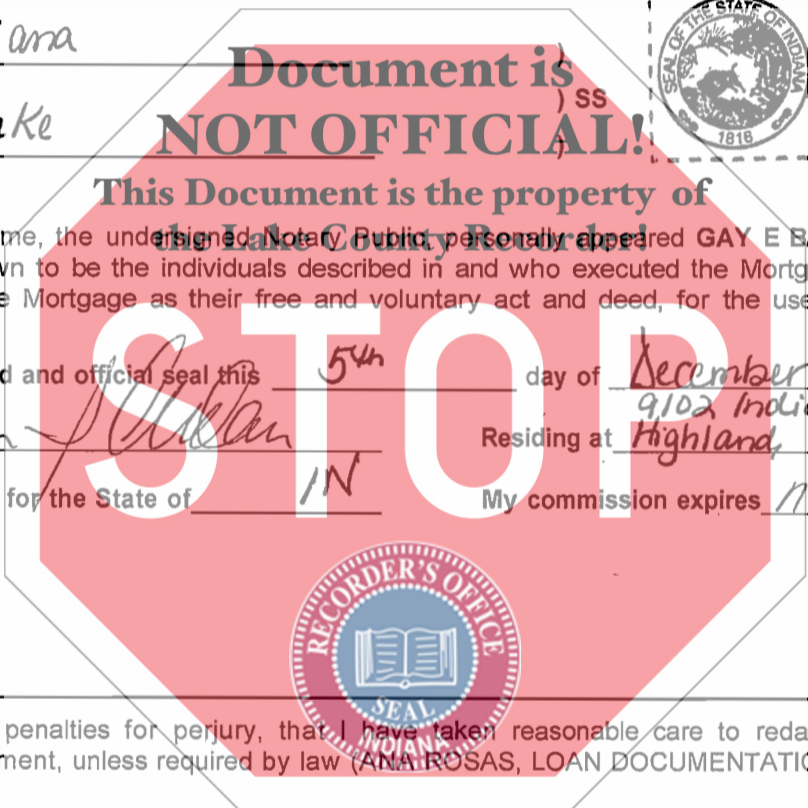 ana
SEAL OF THE STATE OF INDIANA
1816
Document is
) SS
ke
NOT OFFICIAL!
)
This Document is the property of
the Lake County Recorder!
me, the undersigned Notary Public, personally appeared GAY E B
wn to be the individuals described in and who executed the Mortg
e Mortgage as their free and voluntary act and deed, for the use
STOP
d and official seal this 5th day of December
9102 Indi
Residing at Highland,
for the State of IN My commission expires
RECORDER'S OFFICE
SEAL
INDIANA
penalties for perjury, that I have taken reasonable care to reda
ment, unless required by law (ANA ROSAS, LOAN DOCUMENTATIO